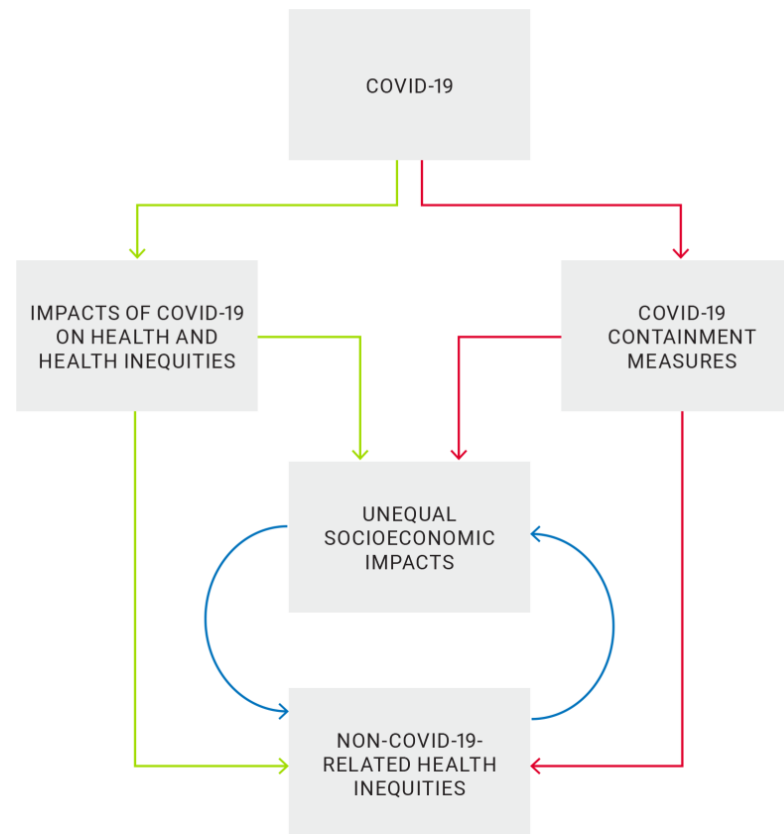 COVID-19
IMPACTS OF COVID-19
ON HEALTH AND
HEALTH INEQUITIES
COVID-19
CONTAINMENT
MEASURES
UNEQUAL
SOCIOECONOMIC
IMPACTS
NON-COVID-19-
RELATED HEALTH
INEQUITIES